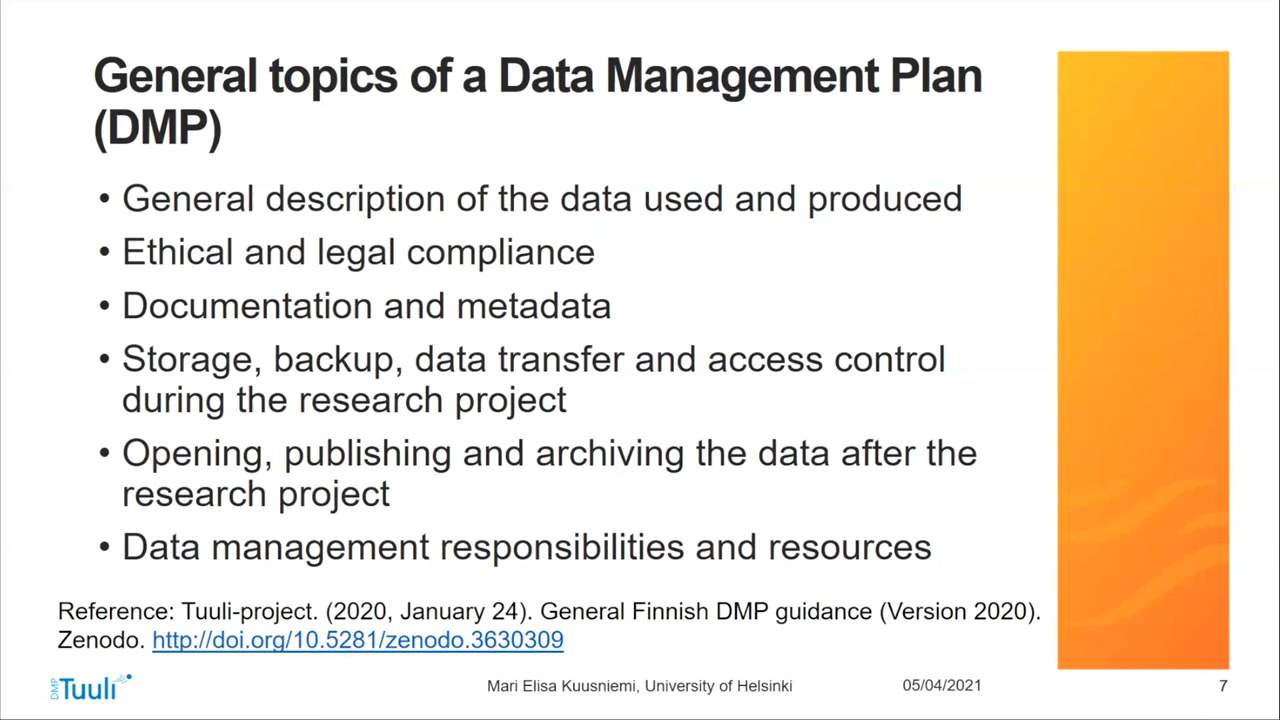 General topics of a Data Management Plan
(DMP)
• General description of the data used and produced
• Ethical and legal compliance
• Documentation and metadata
• Storage, backup, data transfer and access control
during the research project
• Opening, publishing and archiving the data after the
research project
• Data management responsibilities and resources
Reference: Tuuli-project. (2020, January 24). General Finnish DMP guidance (Version 2020).
Zenodo. http://doi.org/10.5281/zenodo.3630309
DMP Tuuli
Mari Elisa Kuusniemi, University of Helsinki
05/04/2021
7